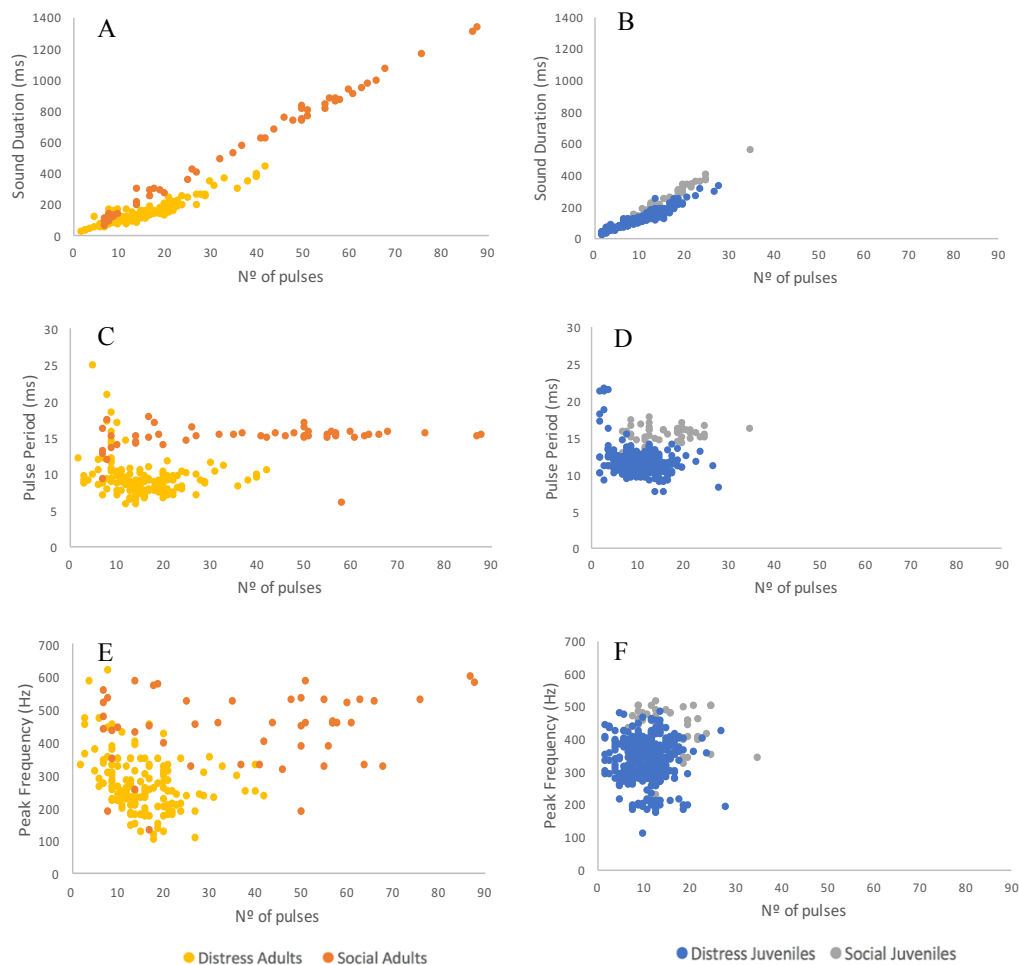 A
1400
1200
1000
800
600
400
200
0
Sound Duation (ms)
0 10 20 30 40 50 60 70 80 90
Nº of pulses
B
1400
1200
1000
800
600
400
200
0
Sound Duration (ms)
0 10 20 30 40 50 60 70 80 90
Nº of pulses
C
30
25
20
15
10
5
0
Pulse Period (ms)
0 10 20 30 40 50 60 70 80 90
Nº of pulses
D
30
25
20
15
10
5
0
Pulse Period (ms)
0 10 20 30 40 50 60 70 80 90
Nº of pulses
E
700
600
500
400
300
200
100
0
Peak Frequency (Hz)
0 10 20 30 40 50 60 70 80 90
Nº of pulses
F
700
600
500
400
300
200
100
0
Peak Frequency (Hz)
0 10 20 30 40 50 60 70 80 90
Nº of pulses
Distress Adults Social Adults
Distress Juveniles Social Juveniles